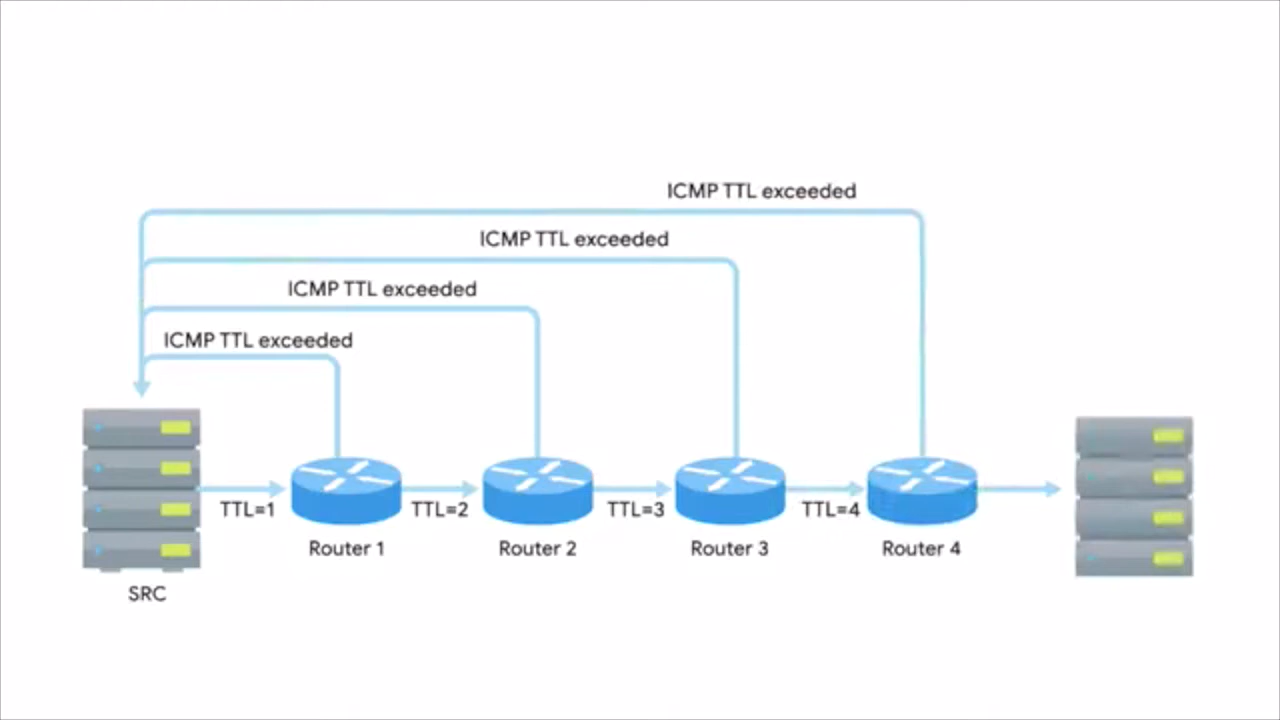 ICMP TTL exceeded
ICMP TTL exceeded
ICMP TTL exceeded
ICMP TTL exceeded
TTL=1
TTL=2
TTL=3
TTL=4
Router 1
Router 2
Router 3
Router 4
SRC